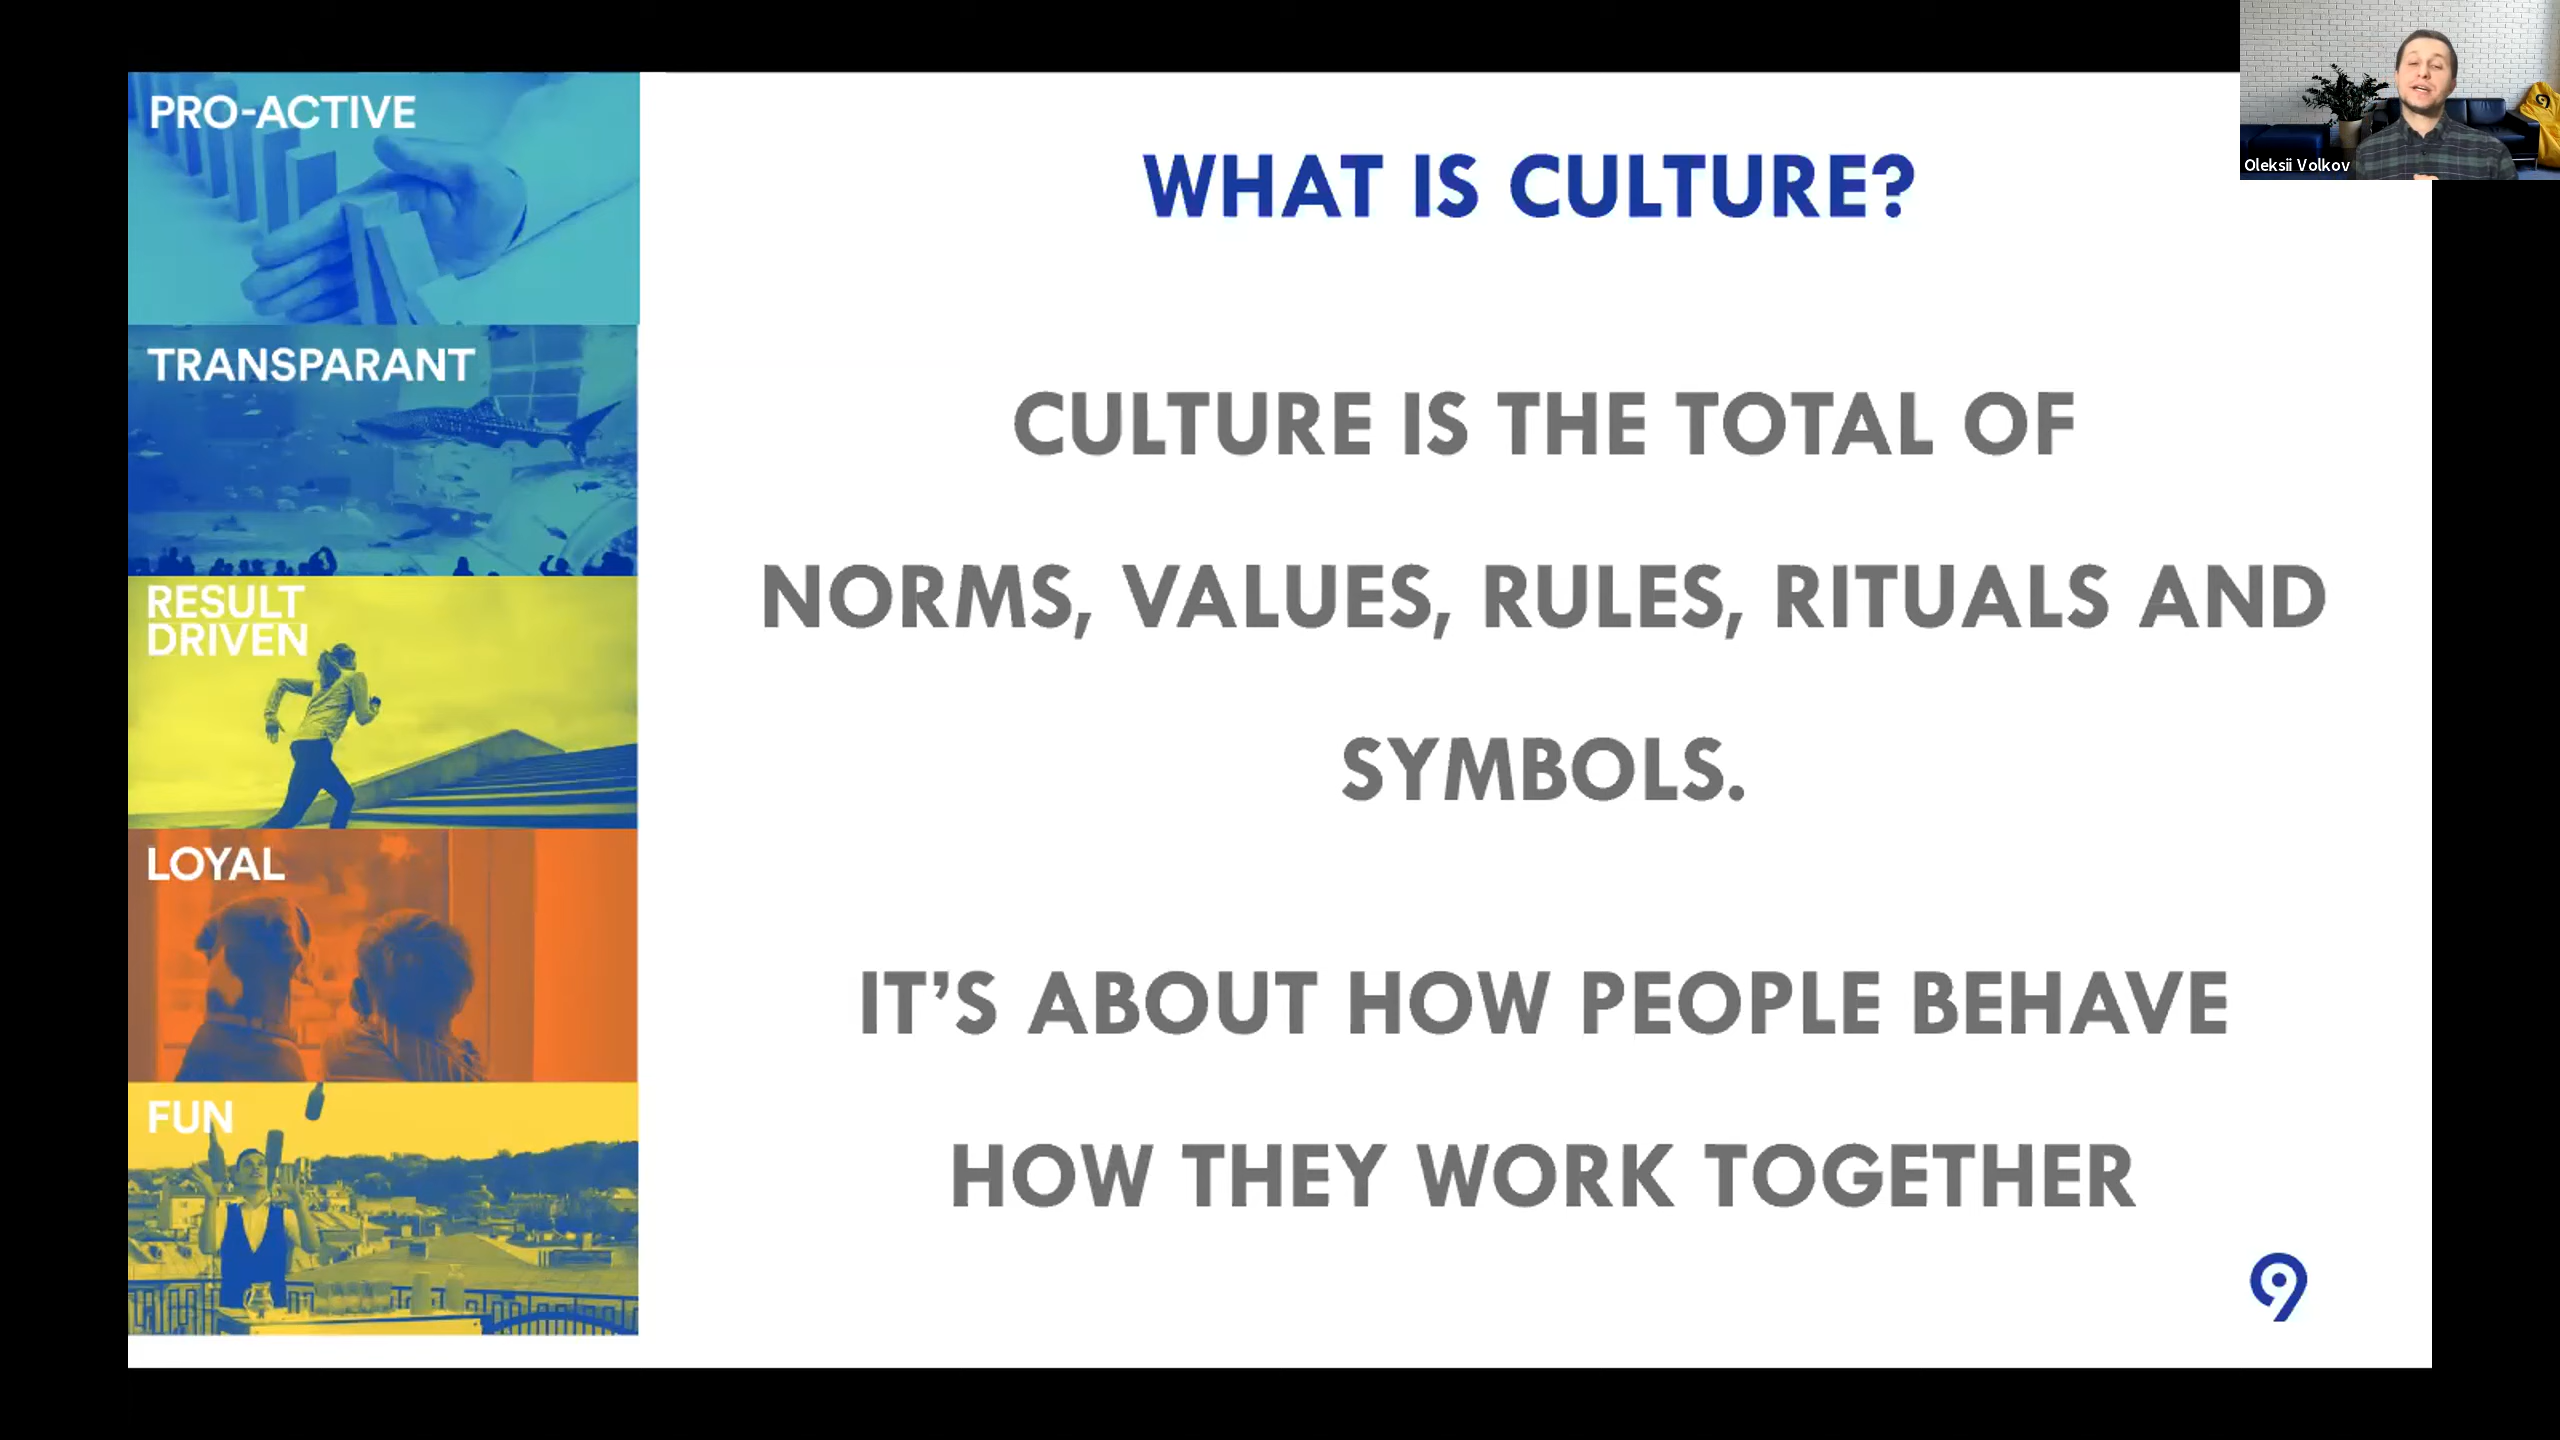 PRO-ACTIVE
TRANSPARANT
RESULT
DRIVEN
LOYAL
FUN
WHAT IS CULTURE?
CULTURE IS THE TOTAL OF
NORMS, VALUES, RULES, RITUALS AND
SYMBOLS.
IT’S ABOUT HOW PEOPLE BEHAVE
HOW THEY WORK TOGETHER
9
Oleksii Volkov